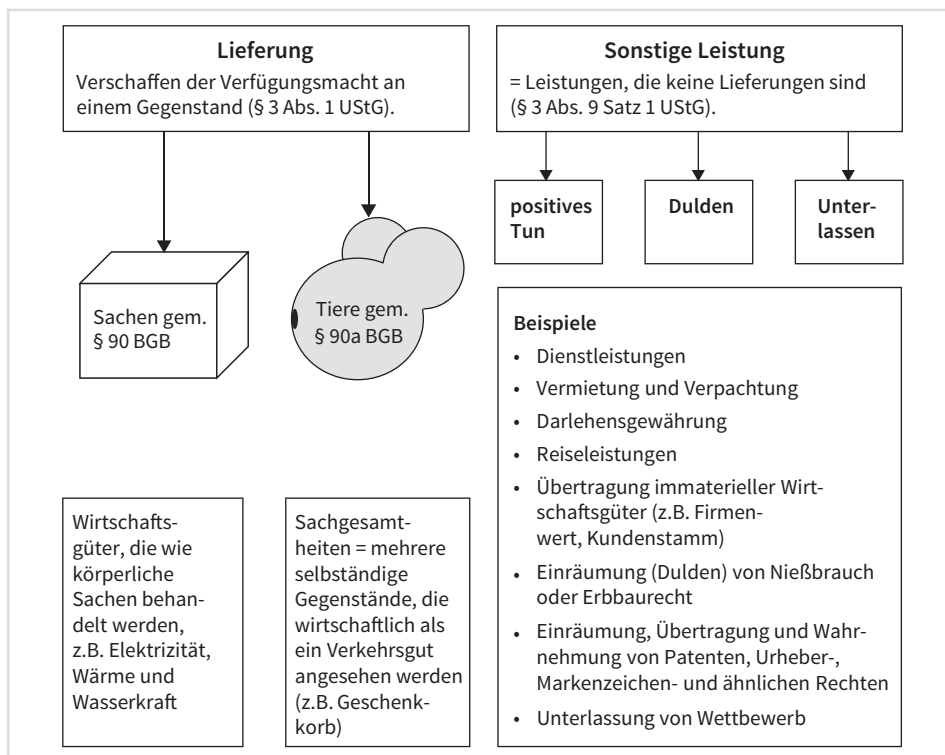 Lieferung
Verschaffen der Verfügungsmacht an
einem Gegenstand (§ 3 Abs. 1 UStG).
Sonstige Leistung
= Leistungen, die keine Lieferungen sind
(§ 3 Abs. 9 Satz 1 UStG).
positives
Tun
Dulden
Unter-
lassen
Sachen gem.
§ 90 BGB
Tiere gem.
§ 90a BGB
Beispiele
• Dienstleistungen
• Vermietung und Verpachtung
• Darlehensgewährung
• Reiseleistungen
• Übertragung immaterieller Wirt-
schaftsgüter (z.B. Firmen-
wert, Kundenstamm)
• Einräumung (Dulden) von Nießbrauch
oder Erbbaurecht
• Einräumung, Übertragung und Wahr-
nehmung von Patenten, Urheber-,
Markenzeichen- und ähnlichen Rechten
• Unterlassung von Wettbewerb
Wirtschafts-
güter, die wie
körperliche
Sachen behan-
delt werden,
z.B. Elektrizität,
Wärme und
Wasserkraft
Sachgesamt-
heiten = mehrere
selbständige
Gegenstände, die
wirtschaftlich als
ein Verkehrsgut
angesehen werden
(z.B. Geschenk-
korb)